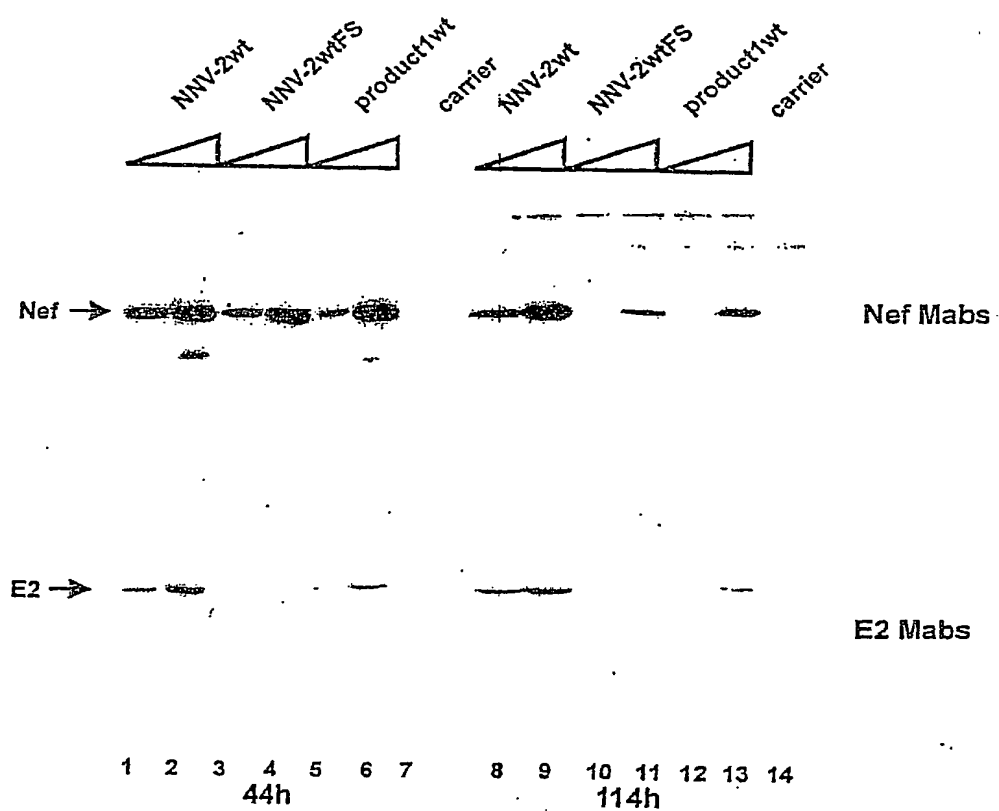 NNV-2wt NNV-2wtFS product1wt carrier NNV-2wt NNV-2wtFS product1wt carrier
Nef
Nef Mabs
E2
E2 Mabs
1 2 3 4 5 6 7 8 9 10 11 12 13 14
44h 114h